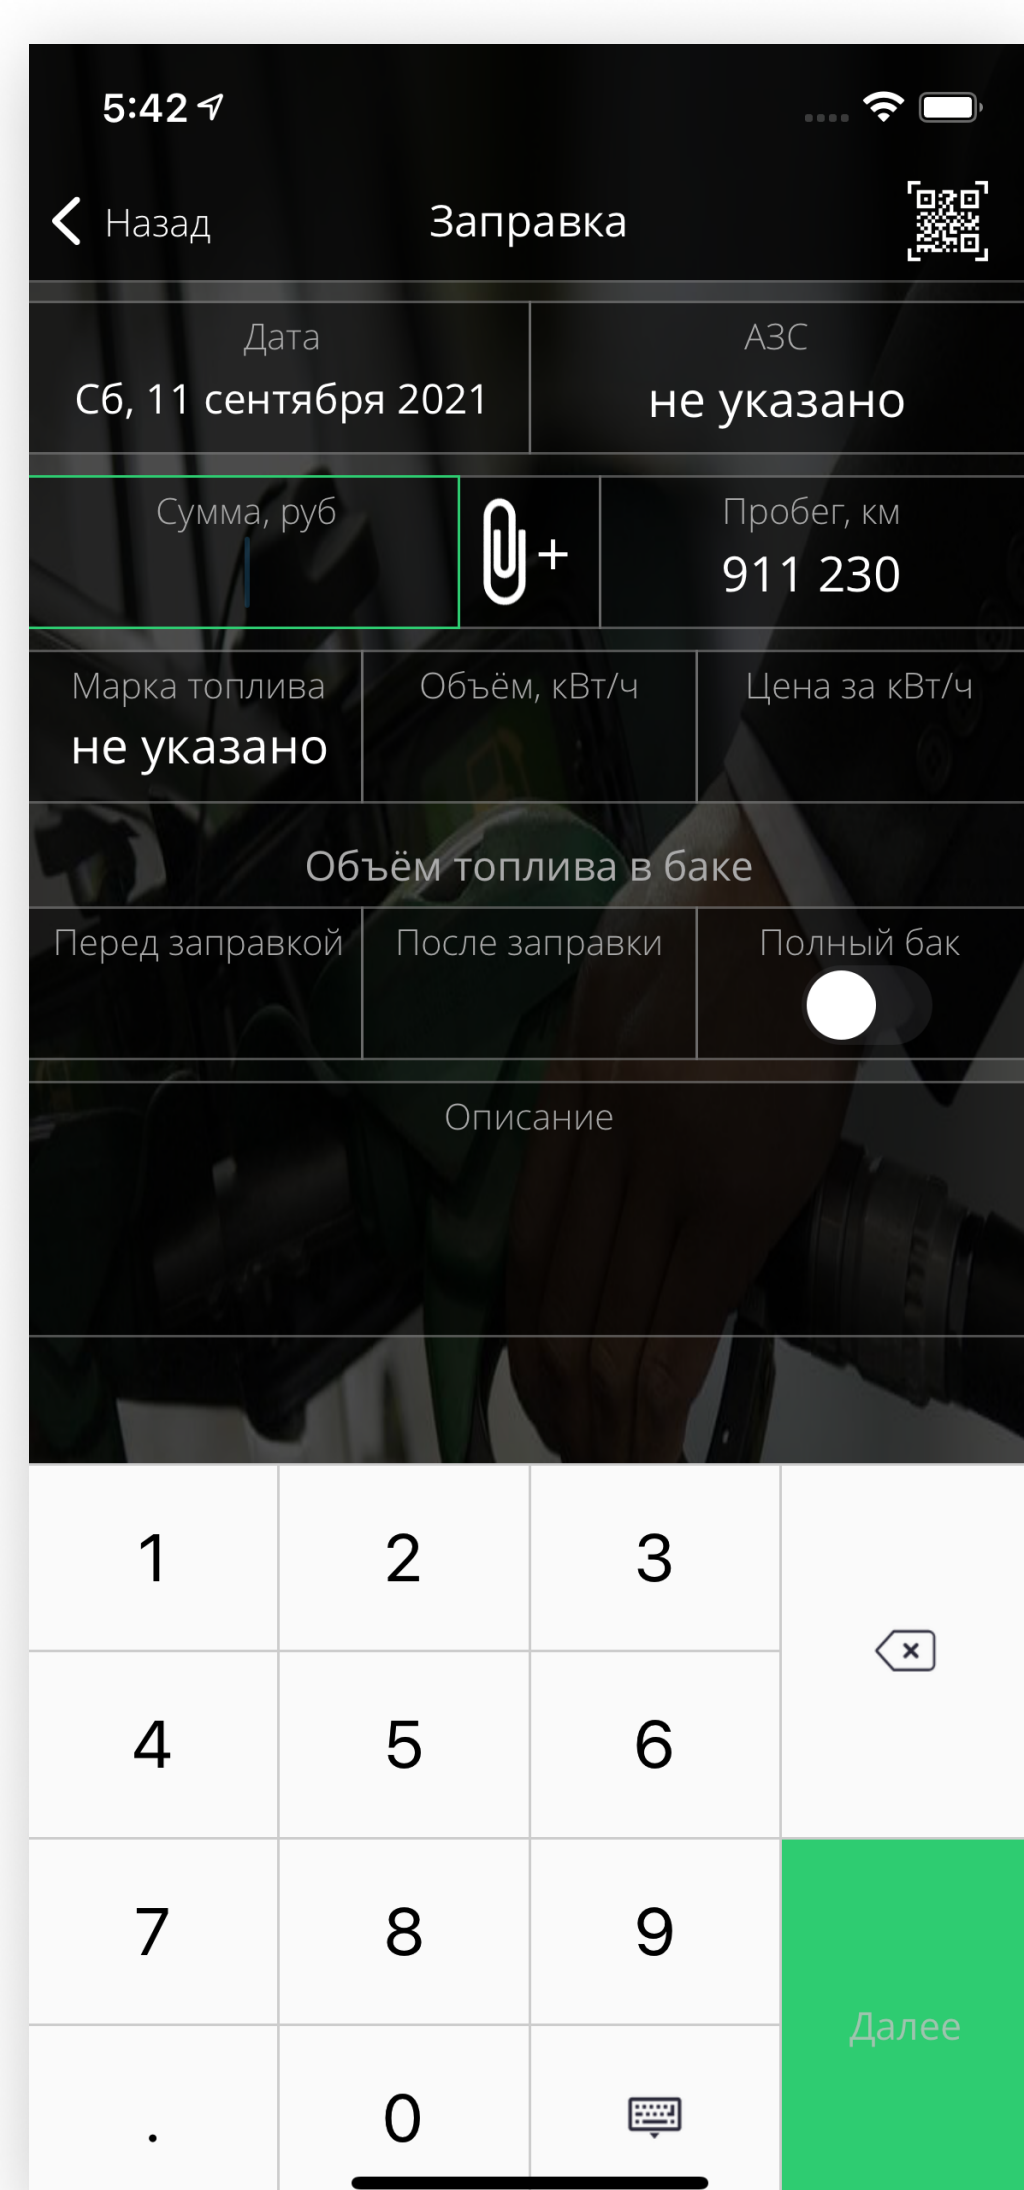 5:42
Назад
Заправка
Дата
АЗС
Сб, 11 сентября 2021
не указано
Сумма, руб
+
Пробег, км
911 230
Марка топлива
Объём, кВт/ч
Цена за кВт/ч
не указано
Объём топлива в баке
Перед заправкой
После заправки
Полный бак
Описание
1
2
3
4
5
6
7
8
9
Далее
.
0